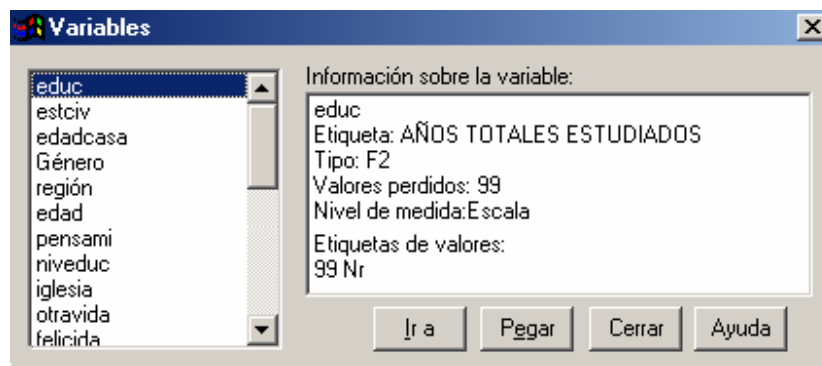 Variables
educ
estciv
edadcasa
Género
región
edad
pensami
niveduc
iglesia
otravida
felicida
Información sobre la variable:
educ
Etiqueta: AÑOS TOTALES ESTUDIADOS
Tipo: F2
Valores perdidos: 99
Nivel de medida:Escala
Etiquetas de valores:
99 Nr
Ir a
Pegar
Cerrar
Ayuda